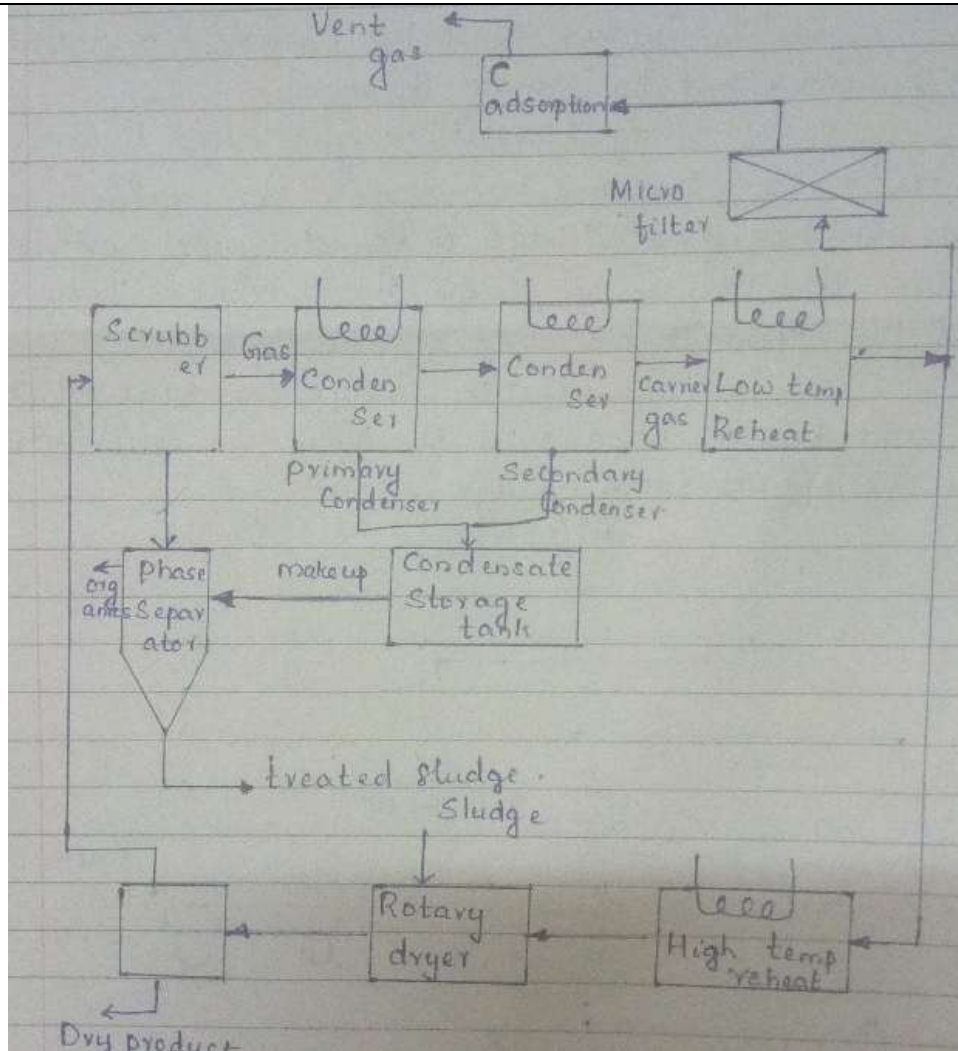 Vent
gas
C
adsorption
Micro
filter
Scrubb
er
Gas
Conden
ser
Conden
ser
Carrier
gas
Low temp
Reheat
primary
Condenser
Secondary
Condenser
org
anics
phase
Separ
ator
makeup
Condensate
Storage
tank
treated sludge.
Sludge
Rotary
dryer
High temp
reheat
Dry product